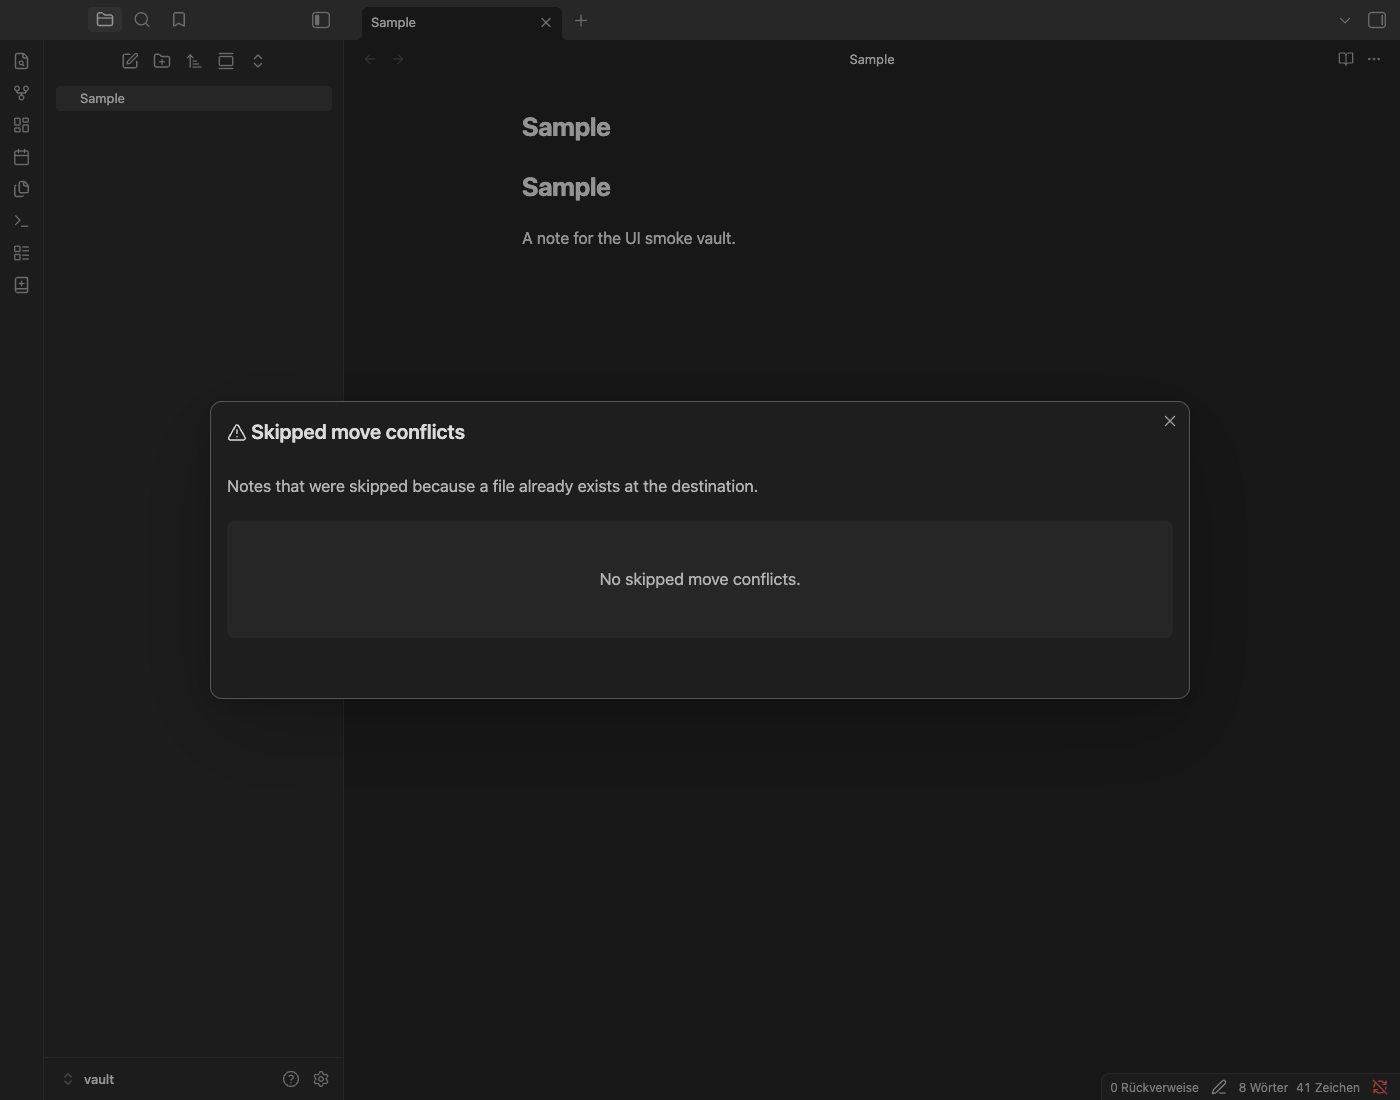 Sample
Sample
Sample
Sample
Sample
A note for the UI smoke vault.
Skipped move conflicts
Notes that were skipped because a file already exists at the destination.
No skipped move conflicts.
vault
0 Rückverweise 8 Wörter 41 Zeichen